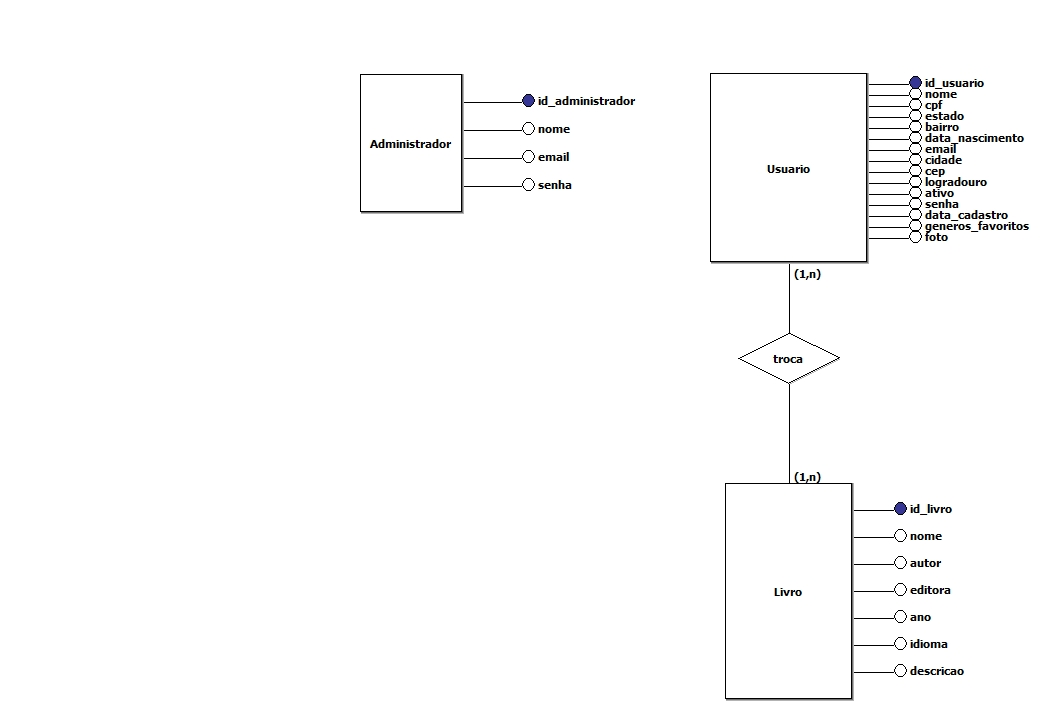 Administrador
id_administrador
nome
email
senha
Usuario
id_usuario
nome
cpf
estado
bairro
data_nascimento
email
cidade
cep
logradouro
ativo
senha
data_cadastro
generos_favoritos
foto
(1,n)
troca
(1,n)
Livro
id_livro
nome
autor
editora
ano
idioma
descricao